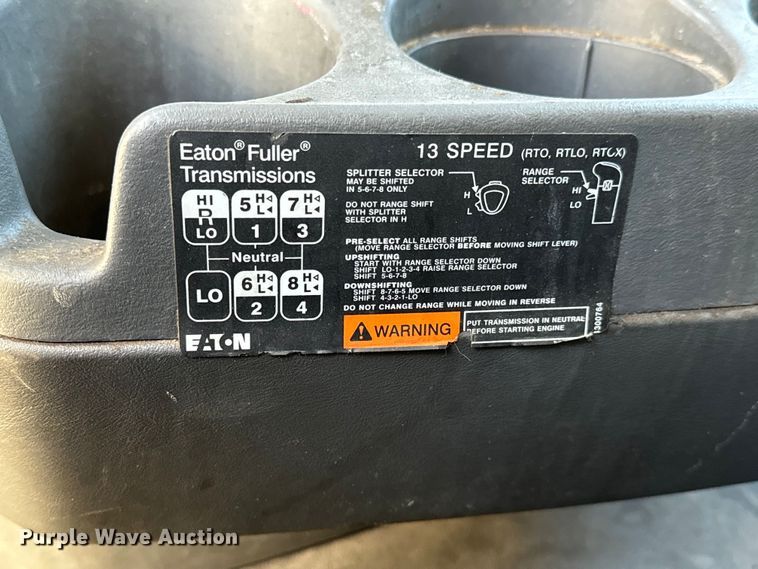 Eaton® Fuller®
Transmissions
13 SPEED (RTO, RTLO, RTOX)
HI
R
LO
5 H L
1
7 H L
3
Neutral
LO
6 H L
2
8 H L
4
EATON
SPLITTER SELECTOR
MAY BE SHIFTED
IN 5-6-7-8 ONLY
H
L
DO NOT RANGE SHIFT
WITH SPLITTER
SELECTOR IN H
RANGE
SELECTOR
HI
LO
PRE-SELECT ALL RANGE SHIFTS
(MOVE RANGE SELECTOR BEFORE MOVING SHIFT LEVER)
UPSHIFTING
START WITH RANGE SELECTOR DOWN
SHIFT LO-1-2-3-4 RAISE RANGE SELECTOR
SHIFT 5-6-7-8
DOWNSHIFTING
SHIFT 8-7-6-5 MOVE RANGE SELECTOR DOWN
SHIFT 4-3-2-1-LO
DO NOT CHANGE RANGE WHILE MOVING IN REVERSE
WARNING
PUT TRANSMISSION IN NEUTRAL
BEFORE STARTING ENGINE
Purple Wave Auction